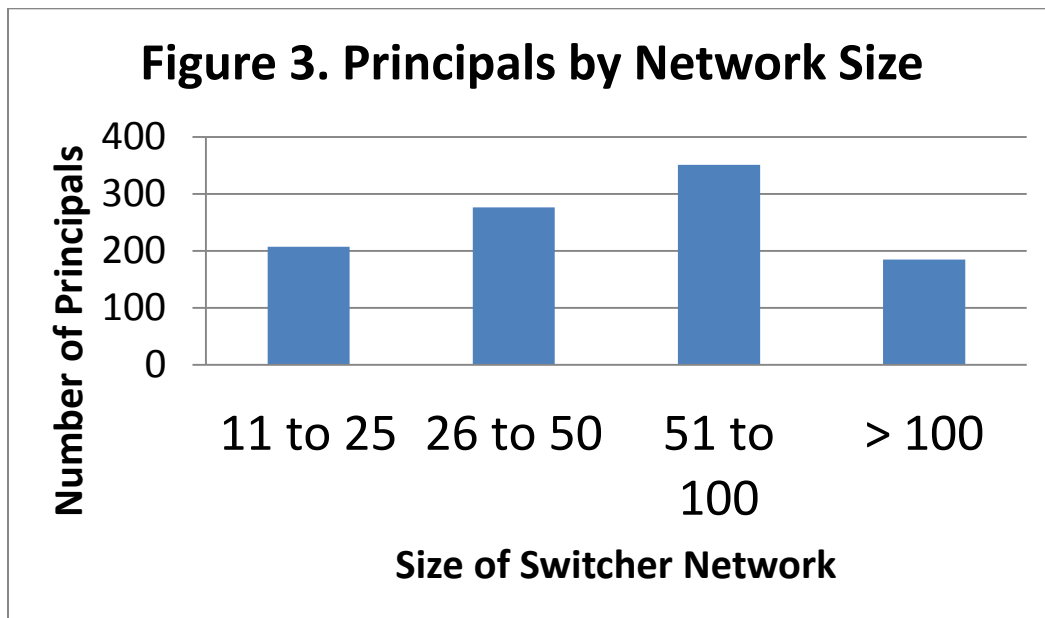 Figure 3. Principals by Network Size
Number of Principals
400
300
200
100
0
11 to 25
26 to 50
51 to
100
> 100
Size of Switcher Network